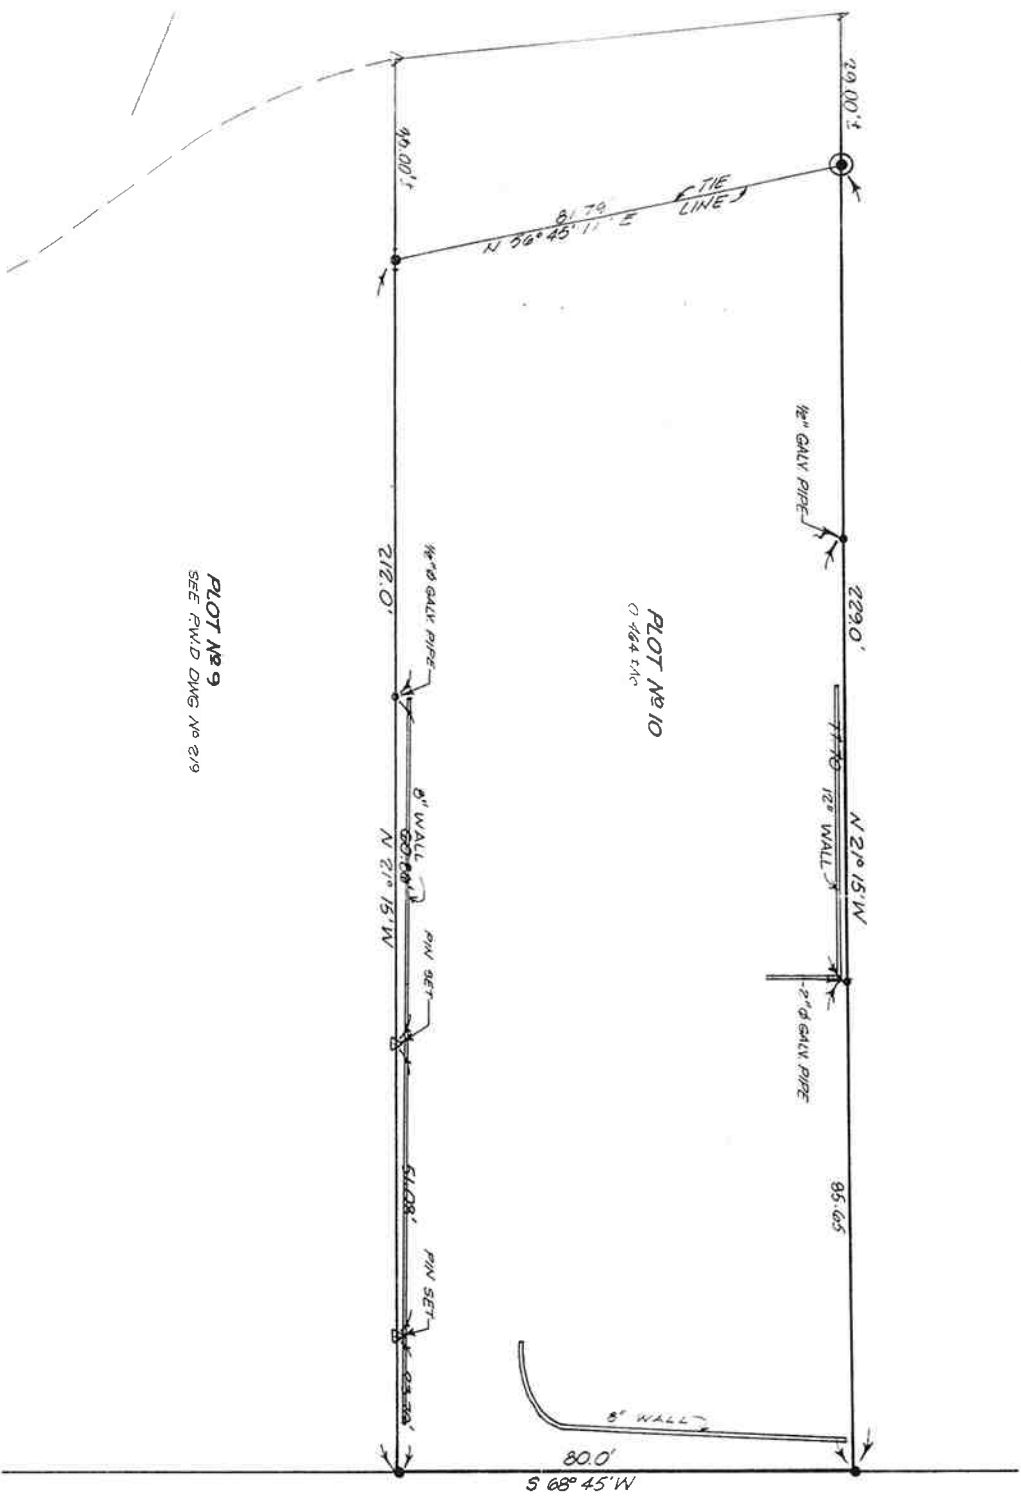 29.00'±
44.00'±
TIE
LINE
81.79
N 56° 45' 11" E
1/2" GALV PIPE
229.0'
212.0'
1/2" Ø GALV. PIPE
PLOT Nº 10
0.464 ±AC
PLOT Nº 9
SEE P.W.D DWG Nº 219
12" WALL
N 21° 15' W
8" WALL
N 21° 15' W
PIN SET
2" Ø GALV. PIPE
85.65
51.08'
PIN SET
8" WALL
80.0'
S 68° 45' W